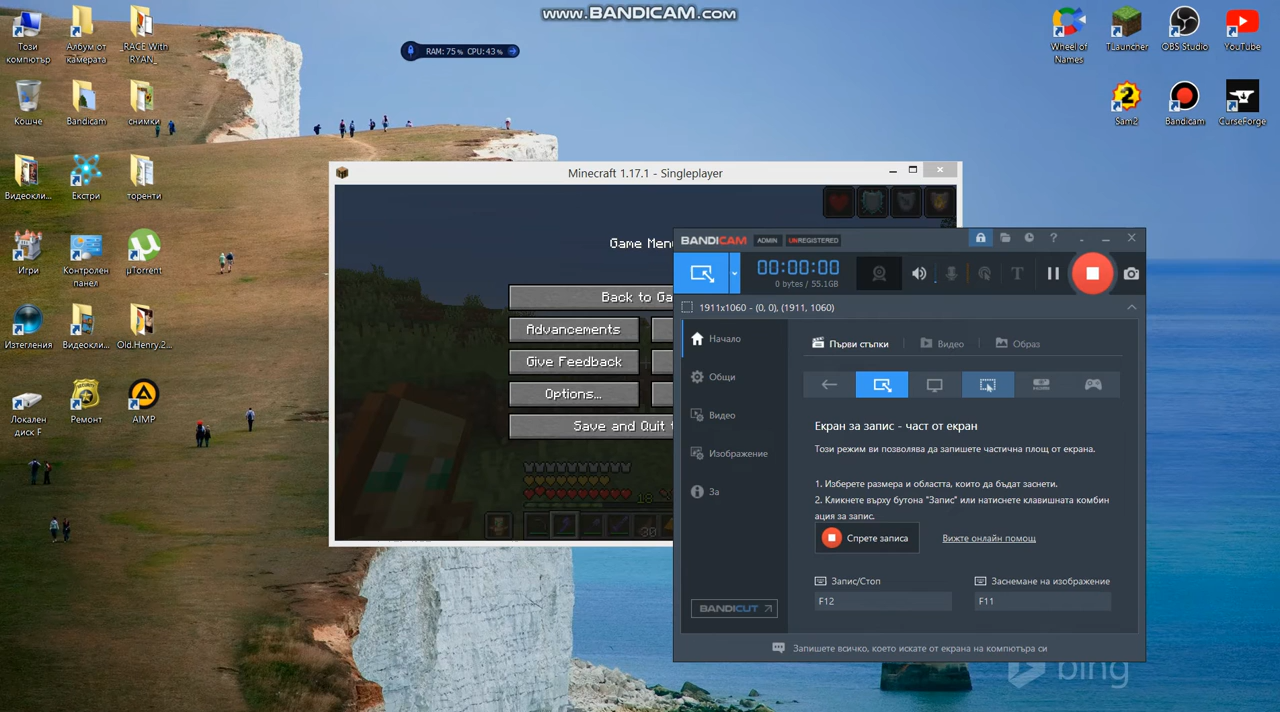 www.BANDICAM.com
RAM: 75 % CPU: 43 %
Този компютър
Албум от камерата
_RACE With RYAN_
Кошче
Bandicam
снимки
Видеокли...
Екстри
торенти
Игри
Контролен панел
µTorrent
Изтегления
Видеокли...
Old.Henry.2...
Локален диск F
Ремонт
AIMP
Wheel of Names
TLauncher
OBS Studio
YouTube
Sam2
Bandicam
CurseForge
Minecraft 1.17.1 - Singleplayer
Game Menu
Back to Ga
Advancements
Give Feedback
Options...
Save and Quit t
18
30
BANDICAM ADMIN UNREGISTERED
00:00:00
0 bytes / 55.1GB
1911x1060 - (0, 0), (1911, 1060)
Начало
Общи
Видео
Изображение
За
BANDICUT
Първи стъпки
Видео
Образ
Екран за запис - част от екран
Този режим ви позволява да запишете частична площ от екрана.
1. Изберете размера и областта, които да бъдат заснети.
2. Кликнете върху бутона "Запис" или натиснете клавишната комбин
ация за запис.
Спрете записа
Вижте онлайн помощ
Запис/Стоп
F12
Заснемане на изображение
F11
Запишете всичко, което искате от екрана на компютъра си
bing